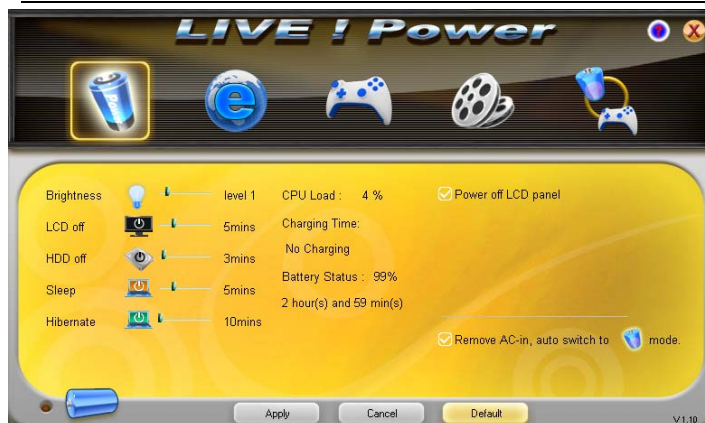 LIVE ! Power
Brightness level 1
LCD off 5mins
HDD off 3mins
Sleep 5mins
Hibernate 10mins
CPU Load : 4 %
Charging Time:
No Charging
Battery Status : 99%
2 hour(s) and 59 min(s)
Power off LCD panel
Remove AC-in, auto switch to mode.
Apply Cancel Default
V1.10